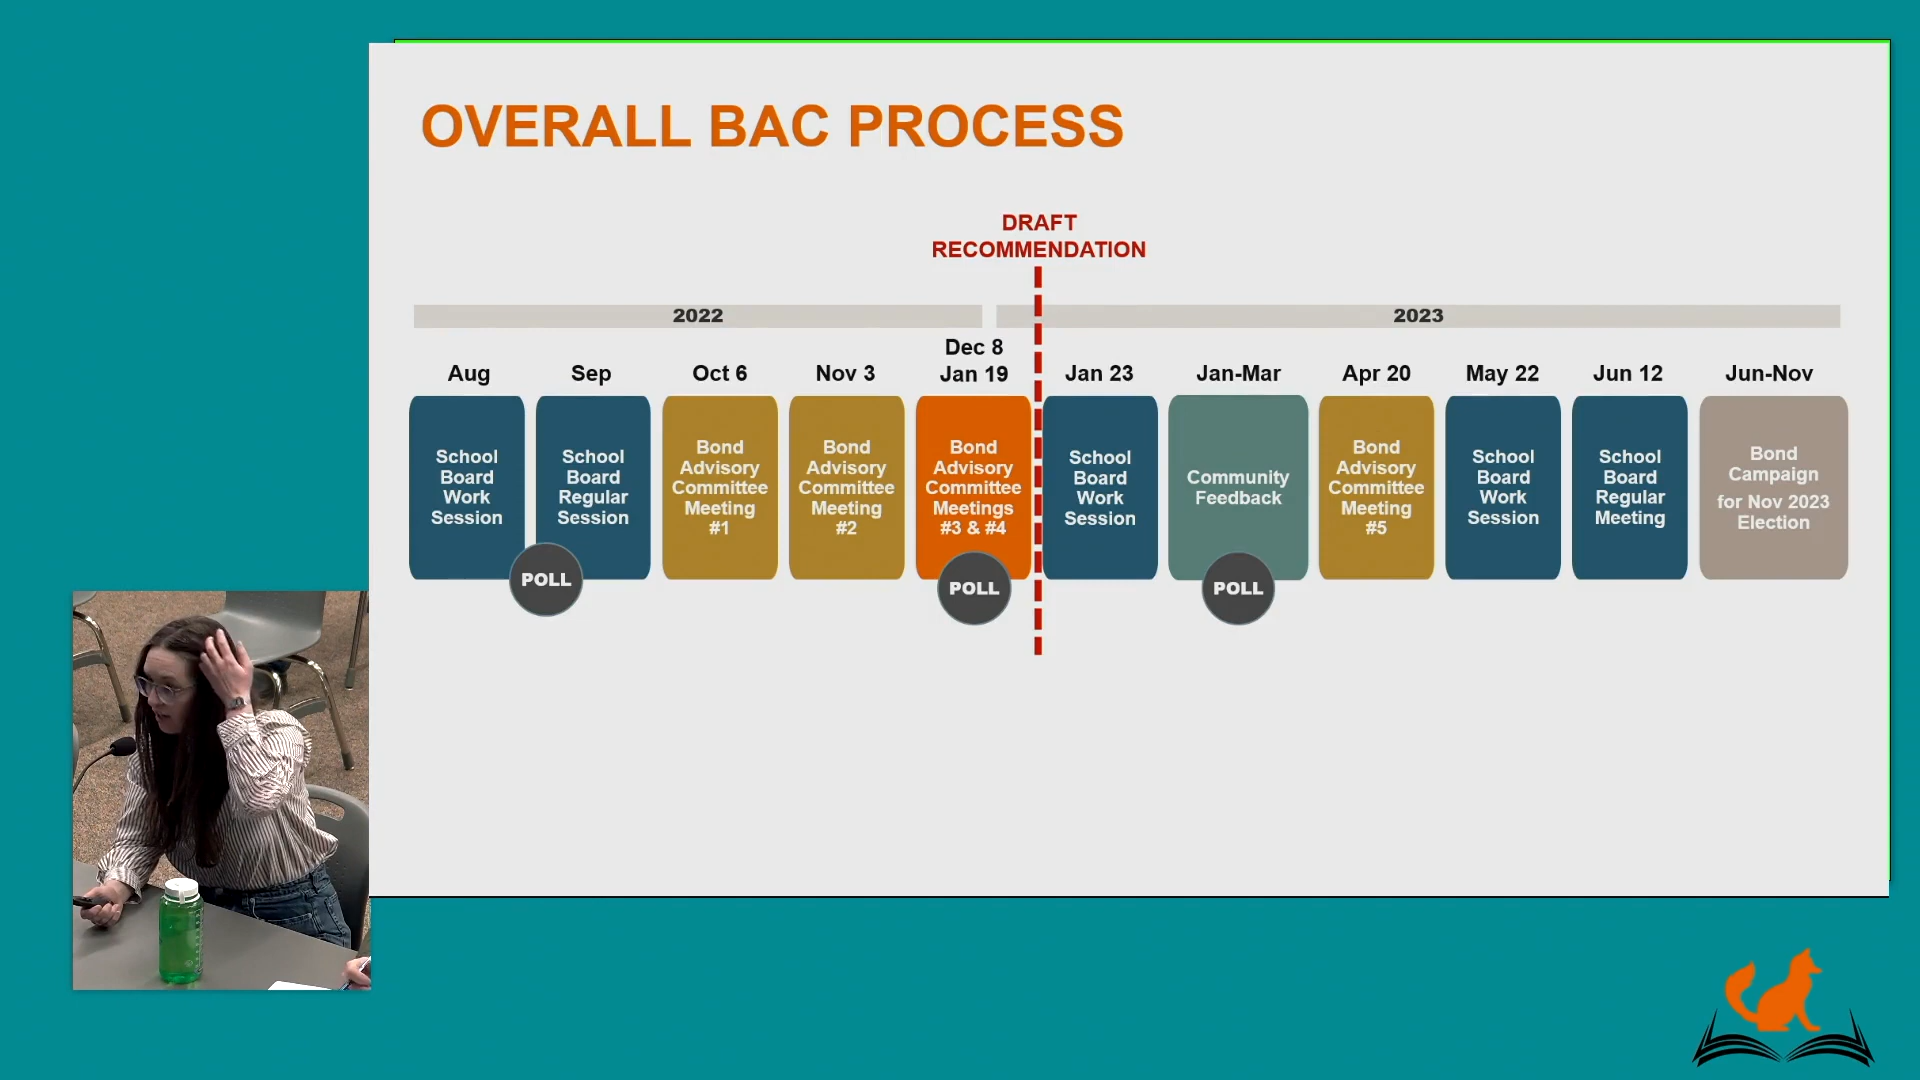 OVERALL BAC PROCESS
DRAFT
RECOMMENDATION
2022
2023
Aug
Sep
Oct 6
Nov 3
Dec 8
Jan 19
Jan 23
Jan-Mar
Apr 20
May 22
Jun 12
Jun-Nov
School
Board
Work
Session
School
Board
Regular
Session
Bond
Advisory
Committee
Meeting
#1
Bond
Advisory
Committee
Meeting
#2
Bond
Advisory
Committee
Meetings
#3 & #4
School
Board
Work
Session
Community
Feedback
Bond
Advisory
Committee
Meeting
#5
School
Board
Work
Session
School
Board
Regular
Meeting
Bond
Campaign
for Nov 2023
Election
POLL
POLL
POLL